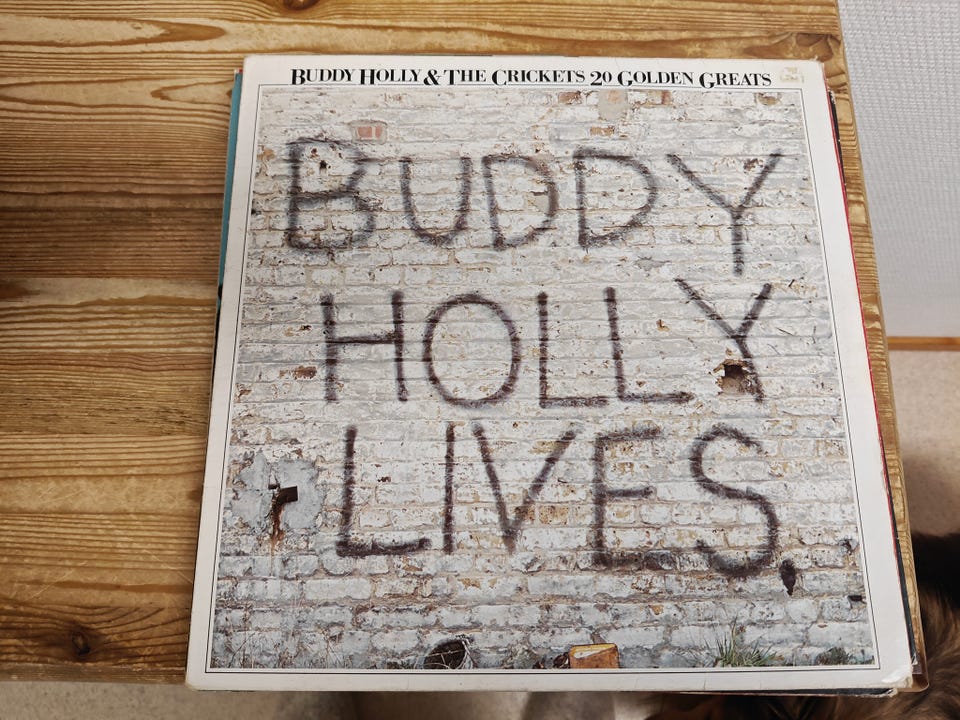 BUDDY HOLLY & THE CRICKETS 20 GOLDEN GREATS
BUDDY
HOLLY
LIVES.